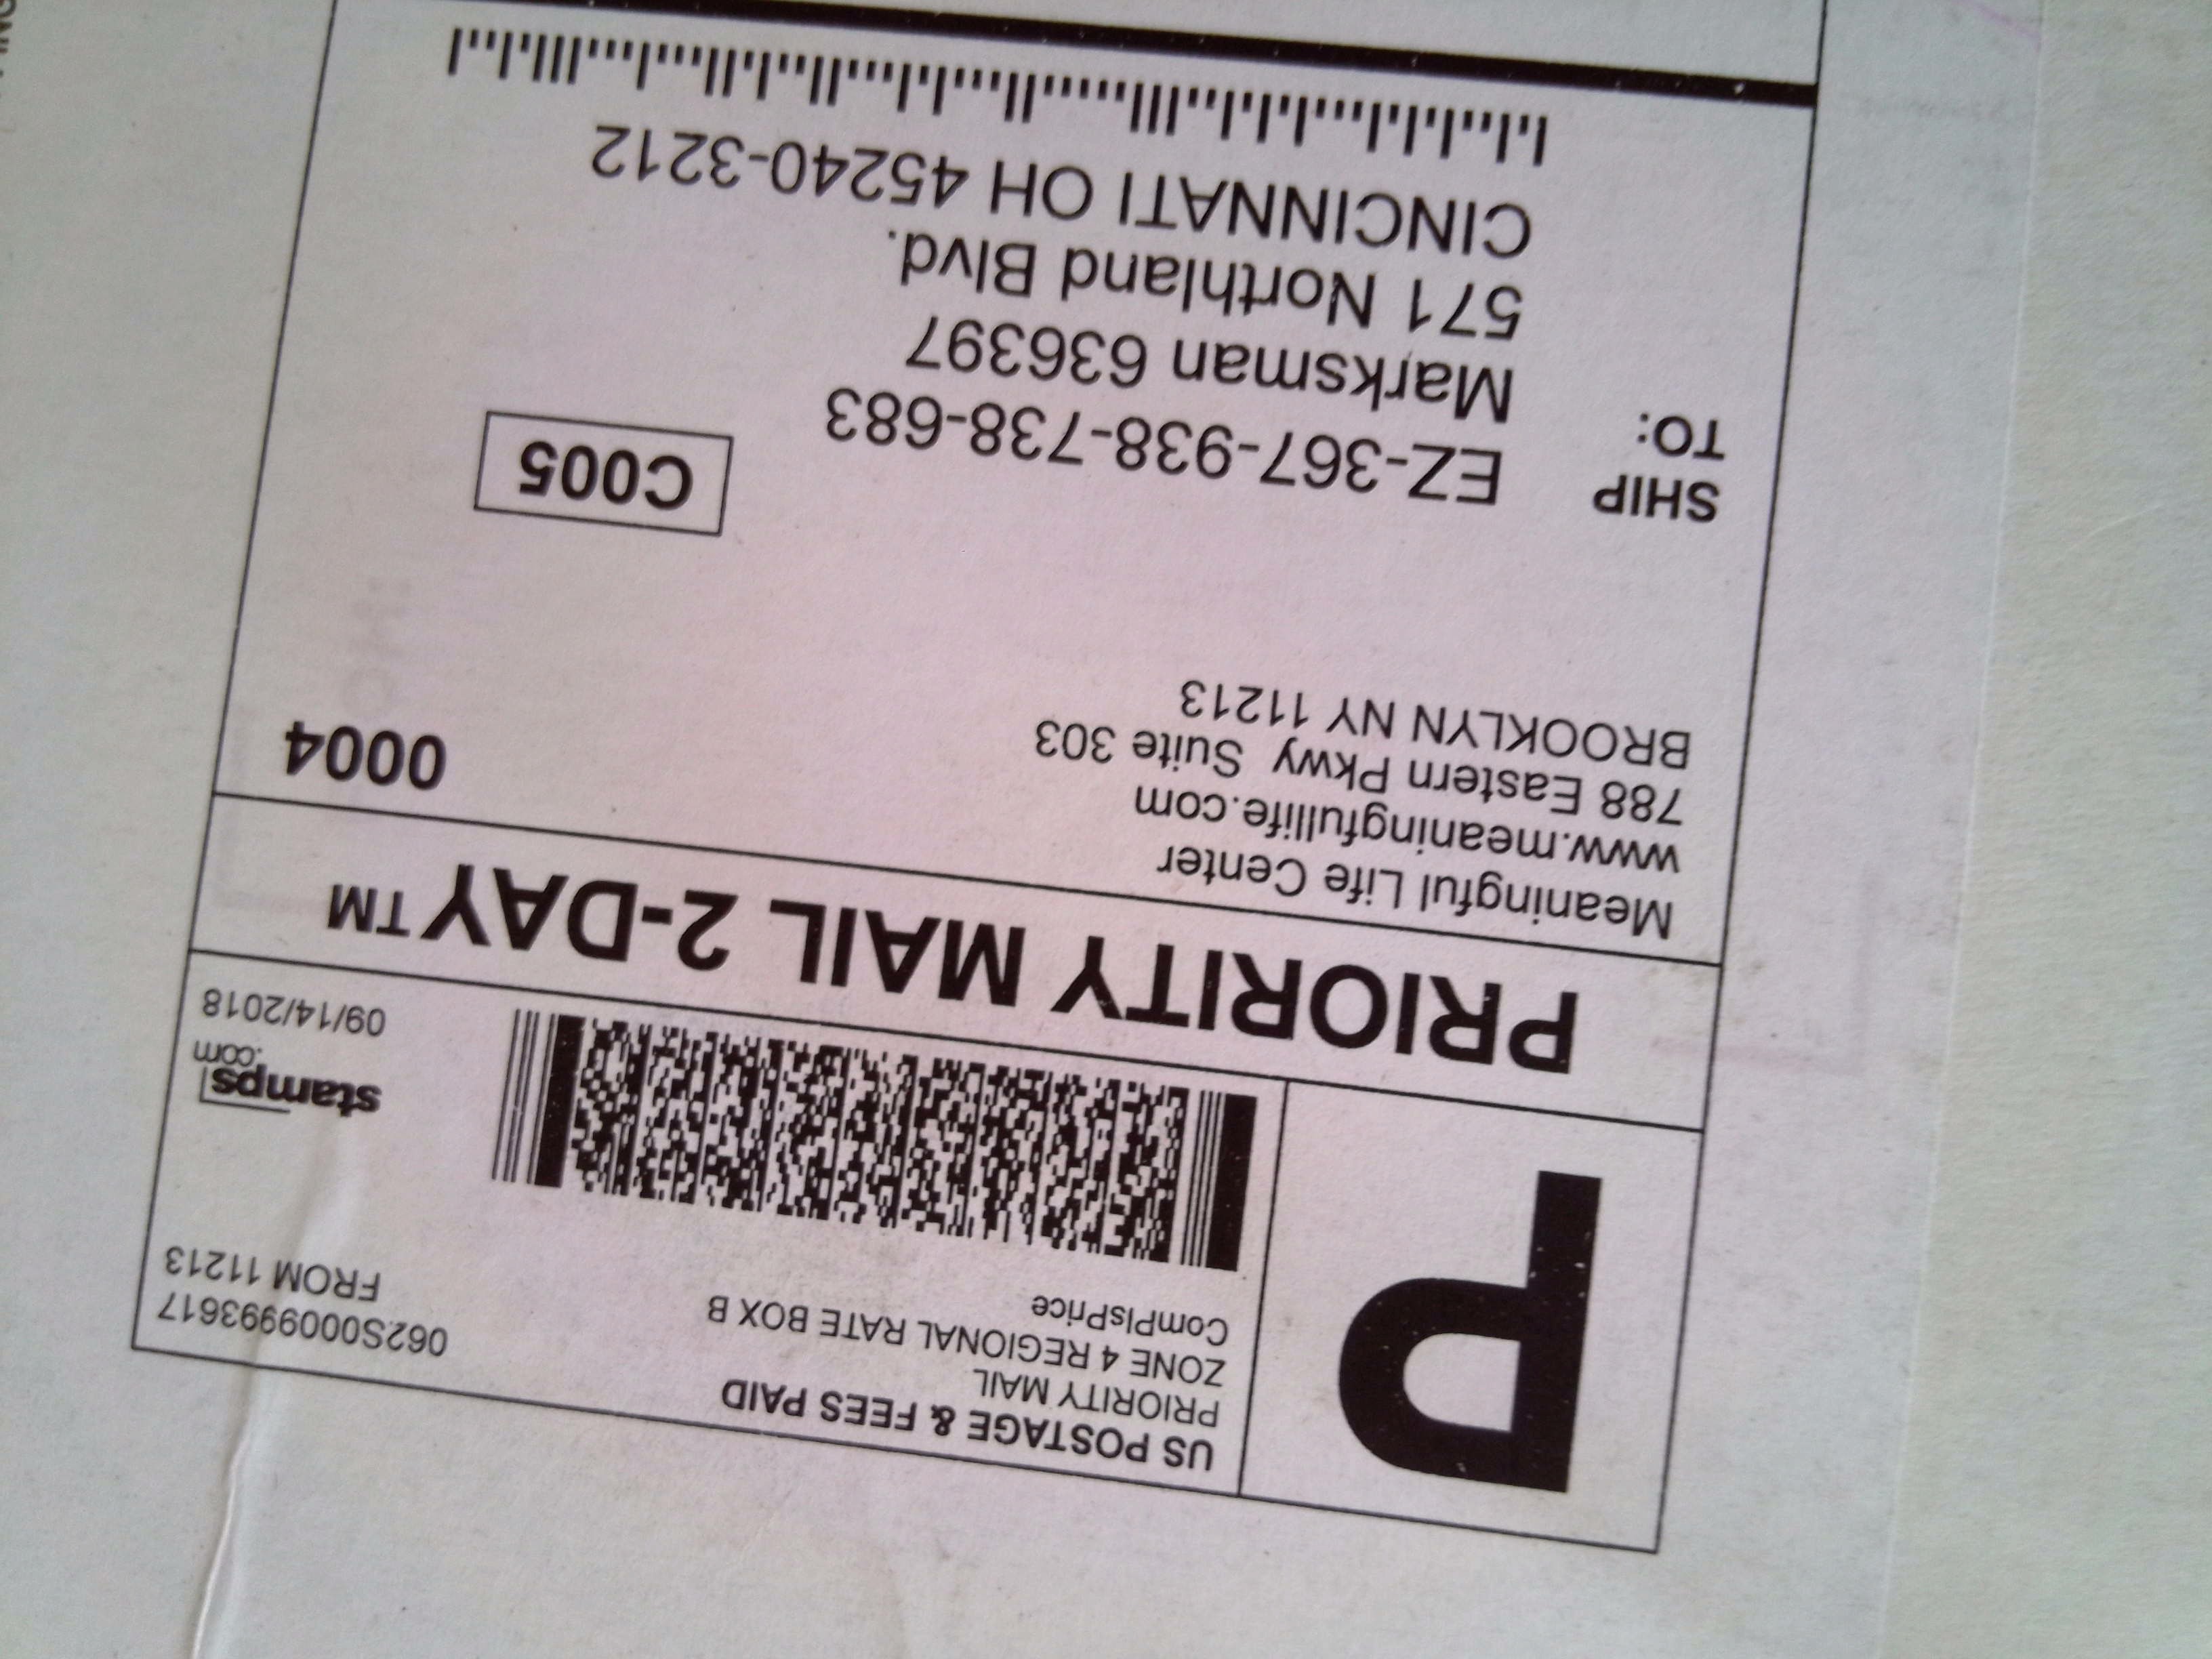 P
US POSTAGE & FEES PAID
PRIORITY MAIL
ZONE 4 REGIONAL RATE BOX B
ComPlsPrice
062S0009993617
FROM 11213
stamps
.com
09/14/2018
PRIORITY MAIL 2-DAY™
Meaningful Life Center
www.meaningfullife.com
788 Eastern Pkwy Suite 303
BROOKLYN NY 11213
0004
C005
SHIP
TO:
EZ-367-938-738-683
Marksman 636397
571 Northland Blvd.
CINCINNATI OH 45240-3212